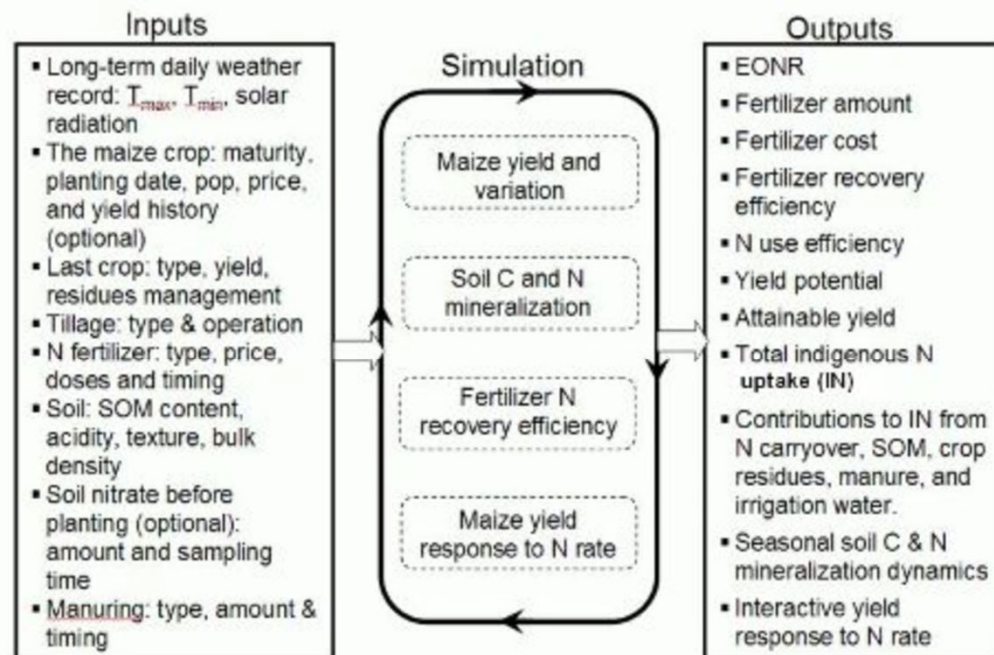 Inputs
▪ Long-term daily weather
record: Tmax, Tmin, solar
radiation
▪ The maize crop: maturity,
planting date, pop, price,
and yield history
(optional)
▪ Last crop: type, yield,
residues management
▪ Tillage: type & operation
▪ N fertilizer: type, price,
doses and timing
▪ Soil: SOM content,
acidity, texture, bulk
density
▪ Soil nitrate before
planting (optional):
amount and sampling
time
▪ Manuring: type, amount &
timing
Simulation
Maize yield and
variation
Soil C and N
mineralization
Fertilizer N
recovery efficiency
Maize yield
response to N rate
Outputs
▪ EONR
▪ Fertilizer amount
▪ Fertilizer cost
▪ Fertilizer recovery
efficiency
▪ N use efficiency
▪ Yield potential
▪ Attainable yield
▪ Total indigenous N
uptake (IN)
▪ Contributions to IN from
N carryover, SOM, crop
residues, manure, and
irrigation water.
▪ Seasonal soil C & N
mineralization dynamics
▪ Interactive yield
response to N rate